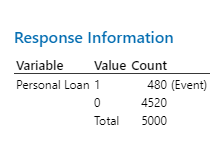 Response Information
Variable Value Count
Personal Loan 1 480 (Event)
0 4520
Total 5000